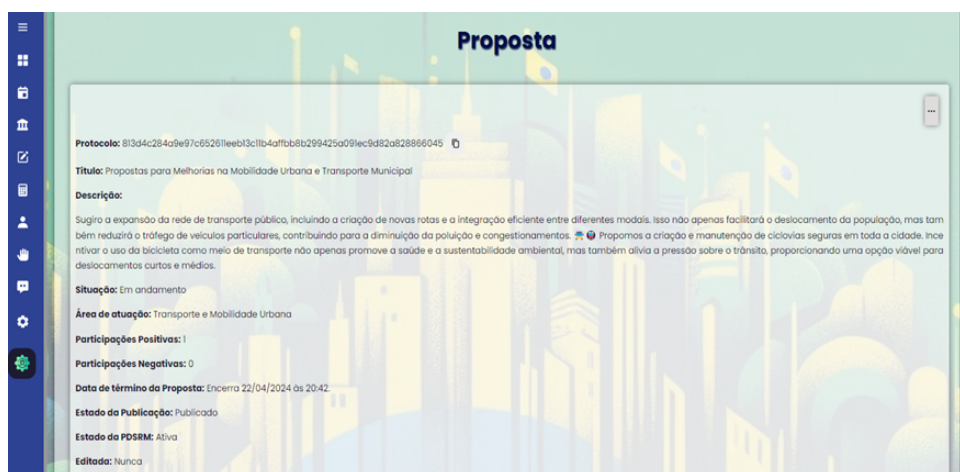 Proposta
...
Protocolo: 813d4c284a9e97c65261leeb13c11b4affbb8b299425a091ec9d82a828866045
Título: Propostas para Melhorias na Mobilidade Urbana e Transporte Municipal
Descrição:
Sugiro a expansão da rede de transporte público, incluindo a criação de novas rotas e a integração eficiente entre diferentes modais. Isso não apenas facilitará o deslocamento da população, mas tam
bém reduzirá o tráfego de veículos particulares, contribuindo para a diminuição da poluição e congestionamentos. 🚍🚇 Propomos a criação e manutenção de ciclovias seguras em toda a cidade. Ince
ntivar o uso da bicicleta como meio de transporte não apenas promove a saúde e a sustentabilidade ambiental, mas também alivia a pressão sobre o trânsito, proporcionando uma opção viável para
deslocamentos curtos e médios.
Situação: Em andamento
Área de atuação: Transporte e Mobilidade Urbana
Participações Positivas: 1
Participações Negativas: 0
Data de término da Proposta: Encerra 22/04/2024 às 20:42.
Estado da Publicação: Publicado
Estado da PDSRM: Ativa
Editada: Nunca